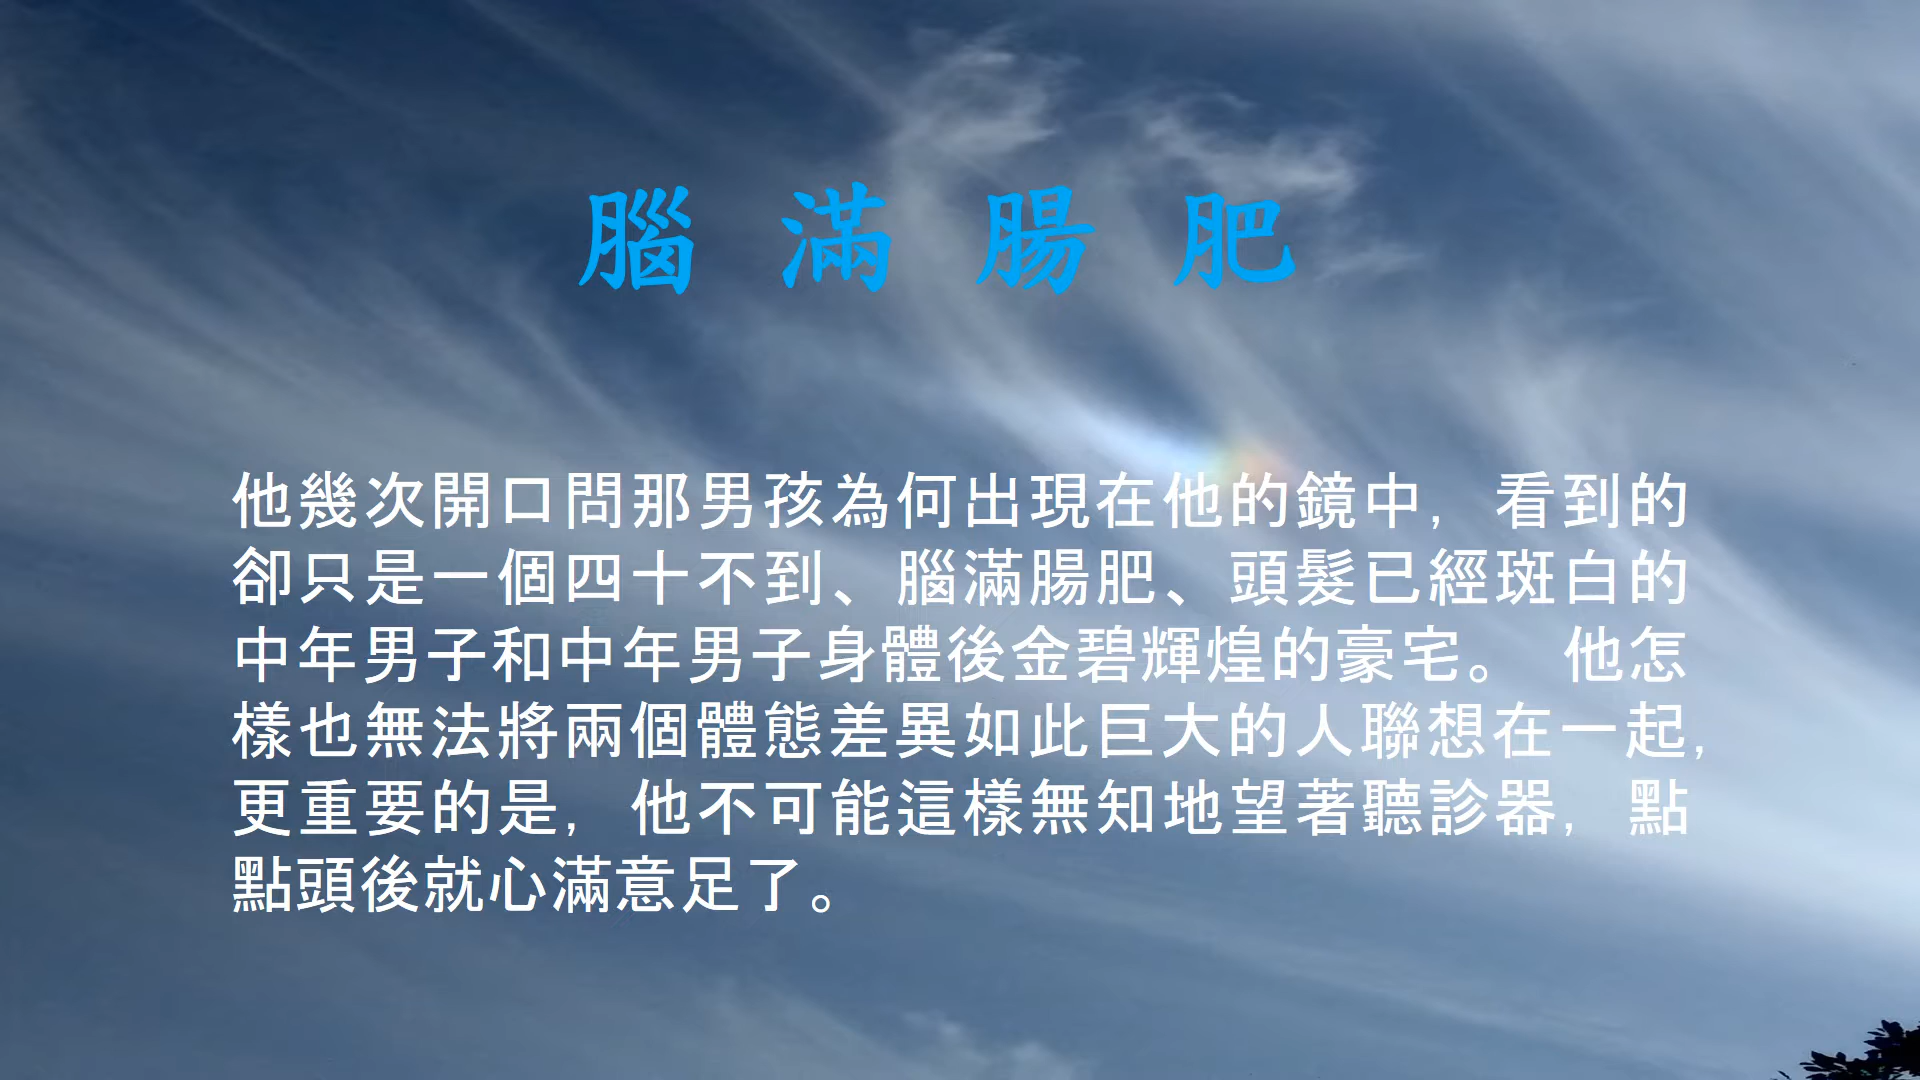 腦滿腸肥
他幾次開口問那男孩為何出現在他的鏡中, 看到的
卻只是一個四十不到、腦滿腸肥、頭髮已經斑白的
中年男子和中年男子身體後金碧輝煌的豪宅。 他怎
樣也無法將兩個體態差異如此巨大的人聯想在一起,
更重要的是, 他不可能這樣無知地望著聽診器, 點
點頭後就心滿意足了。